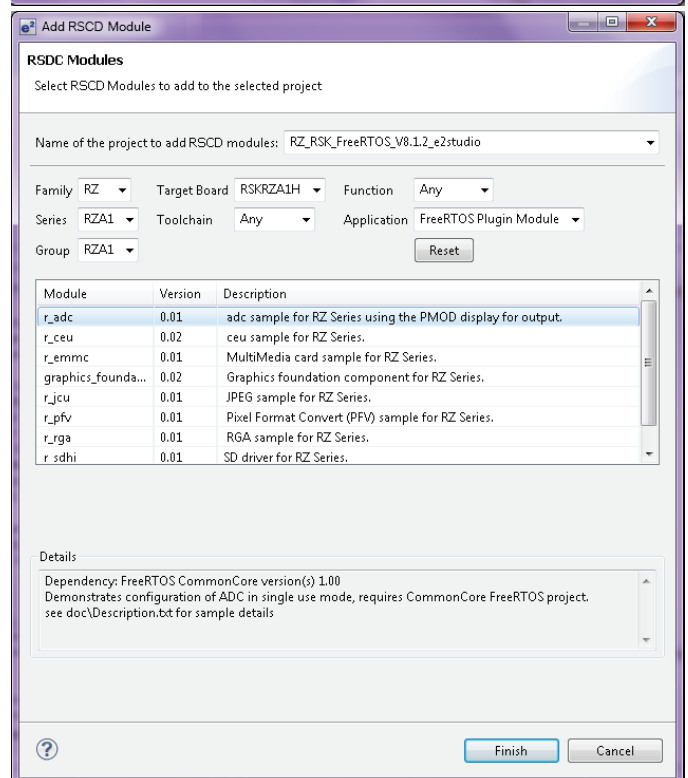 e² Add RSCD Module
RSDC Modules
Select RSCD Modules to add to the selected project
Name of the project to add RSCD modules: RZ_RSK_FreeRTOS_V8.1.2_e2studio
Family RZ Target Board RSKRZA1H Function Any
Series RZA1 Toolchain Any Application FreeRTOS Plugin Module
Group RZA1 Reset
Module Version Description
r_adc 0.01 adc sample for RZ Series using the PMOD display for output.
r_ceu 0.02 ceu sample for RZ Series.
r_emmc 0.01 MultiMedia card sample for RZ Series.
graphics_founda... 0.02 Graphics foundation component for RZ Series.
r_jcu 0.01 JPEG sample for RZ Series.
r_pfv 0.01 Pixel Format Convert (PFV) sample for RZ Series.
r_rga 0.01 RGA sample for RZ Series.
r_sdhi 0.01 SD driver for RZ Series.
Details
Dependency: FreeRTOS CommonCore version(s) 1.00
Demonstrates configuration of ADC in single use mode, requires CommonCore FreeRTOS project.
see doc\Description.txt for sample details
? Finish Cancel